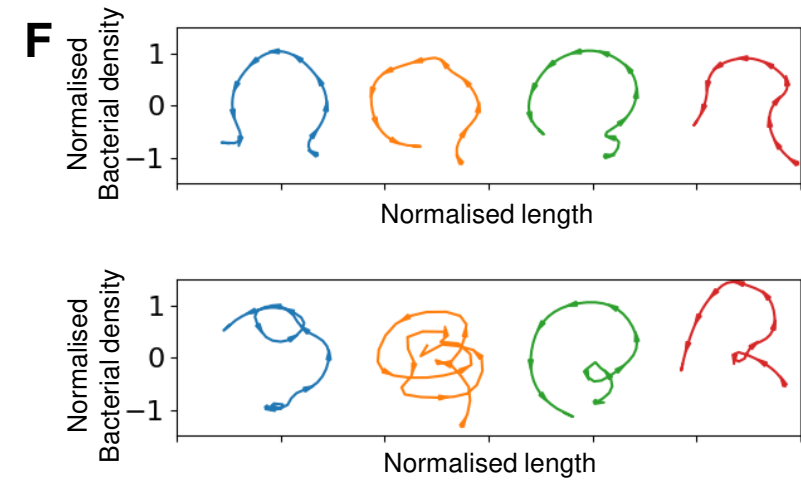 F
Normalised
Bacterial density
1
0
−1
Normalised length
Normalised
Bacterial density
1
0
−1
Normalised length